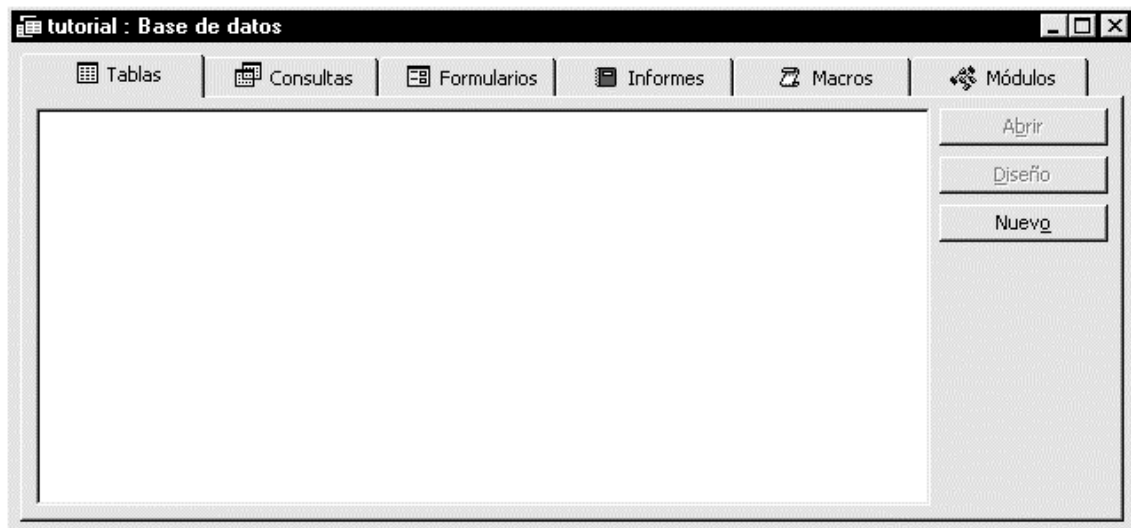 tutorial : Base de datos
Tablas Consultas Formularios Informes Macros Módulos
Abrir
Diseño
Nuevo